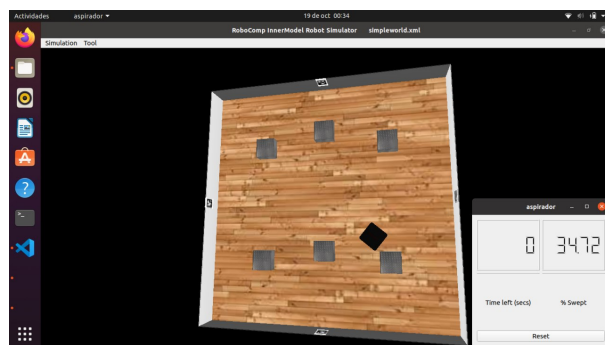 Actividades aspirador 19 de oct 00:34
RoboComp InnerModel Robot Simulator simpleworld.xml
Simulation Tool
aspirador
0 34.72
Time left (secs) % Swept
Reset